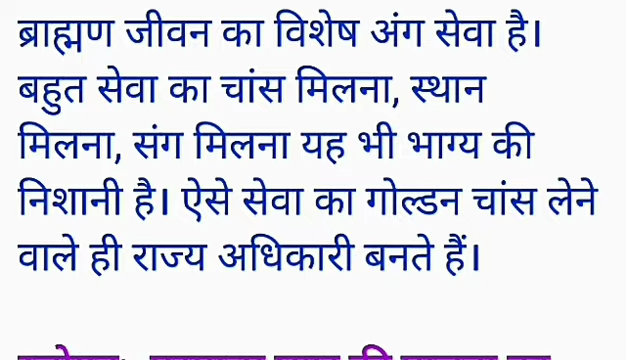 ब्राह्मण जीवन का विशेष अंग सेवा है।
बहुत सेवा का चांस मिलना, स्थान
मिलना, संग मिलना यह भी भाग्य की
निशानी है। ऐसे सेवा का गोल्डन चांस लेने
वाले ही राज्य अधिकारी बनते हैं।